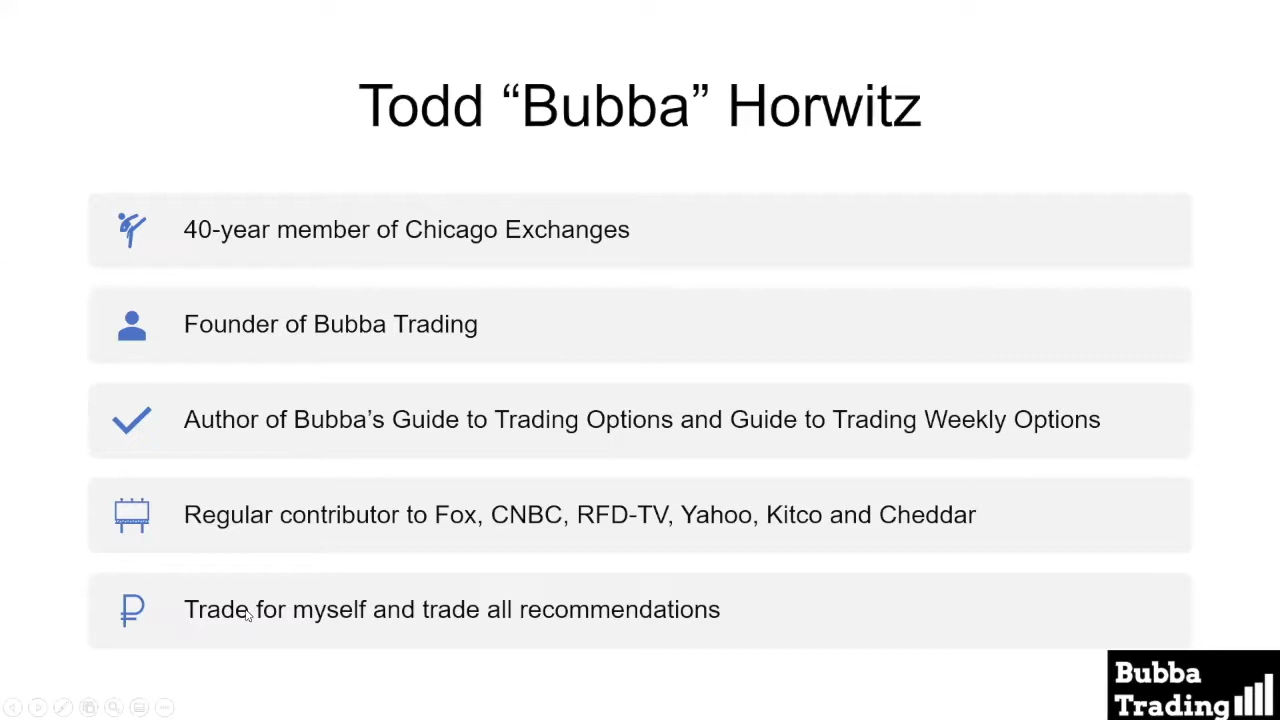 Todd “Bubba” Horwitz
40-year member of Chicago Exchanges
Founder of Bubba Trading
Author of Bubba’s Guide to Trading Options and Guide to Trading Weekly Options
Regular contributor to Fox, CNBC, RFD-TV, Yahoo, Kitco and Cheddar
Trade for myself and trade all recommendations
Bubba
Trading